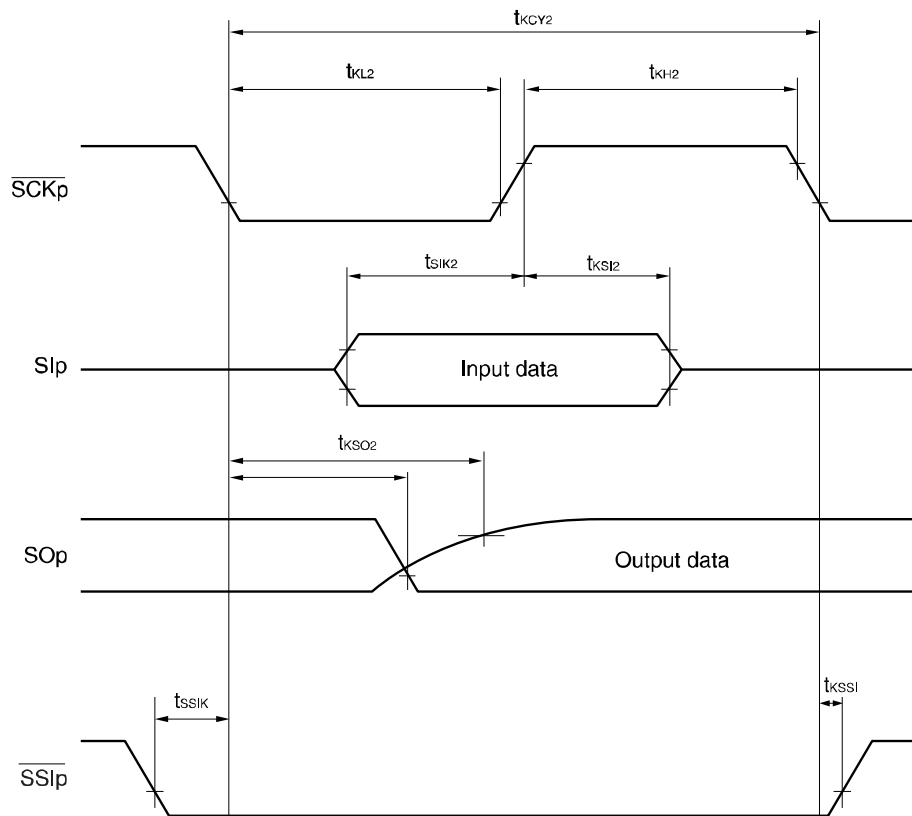 tKCY2
tKL2
tKH2
SCKp
tSIK2
tKSI2
SIp
Input data
tKSO2
SOp
Output data
tSSIK
tKSSI
SSIp